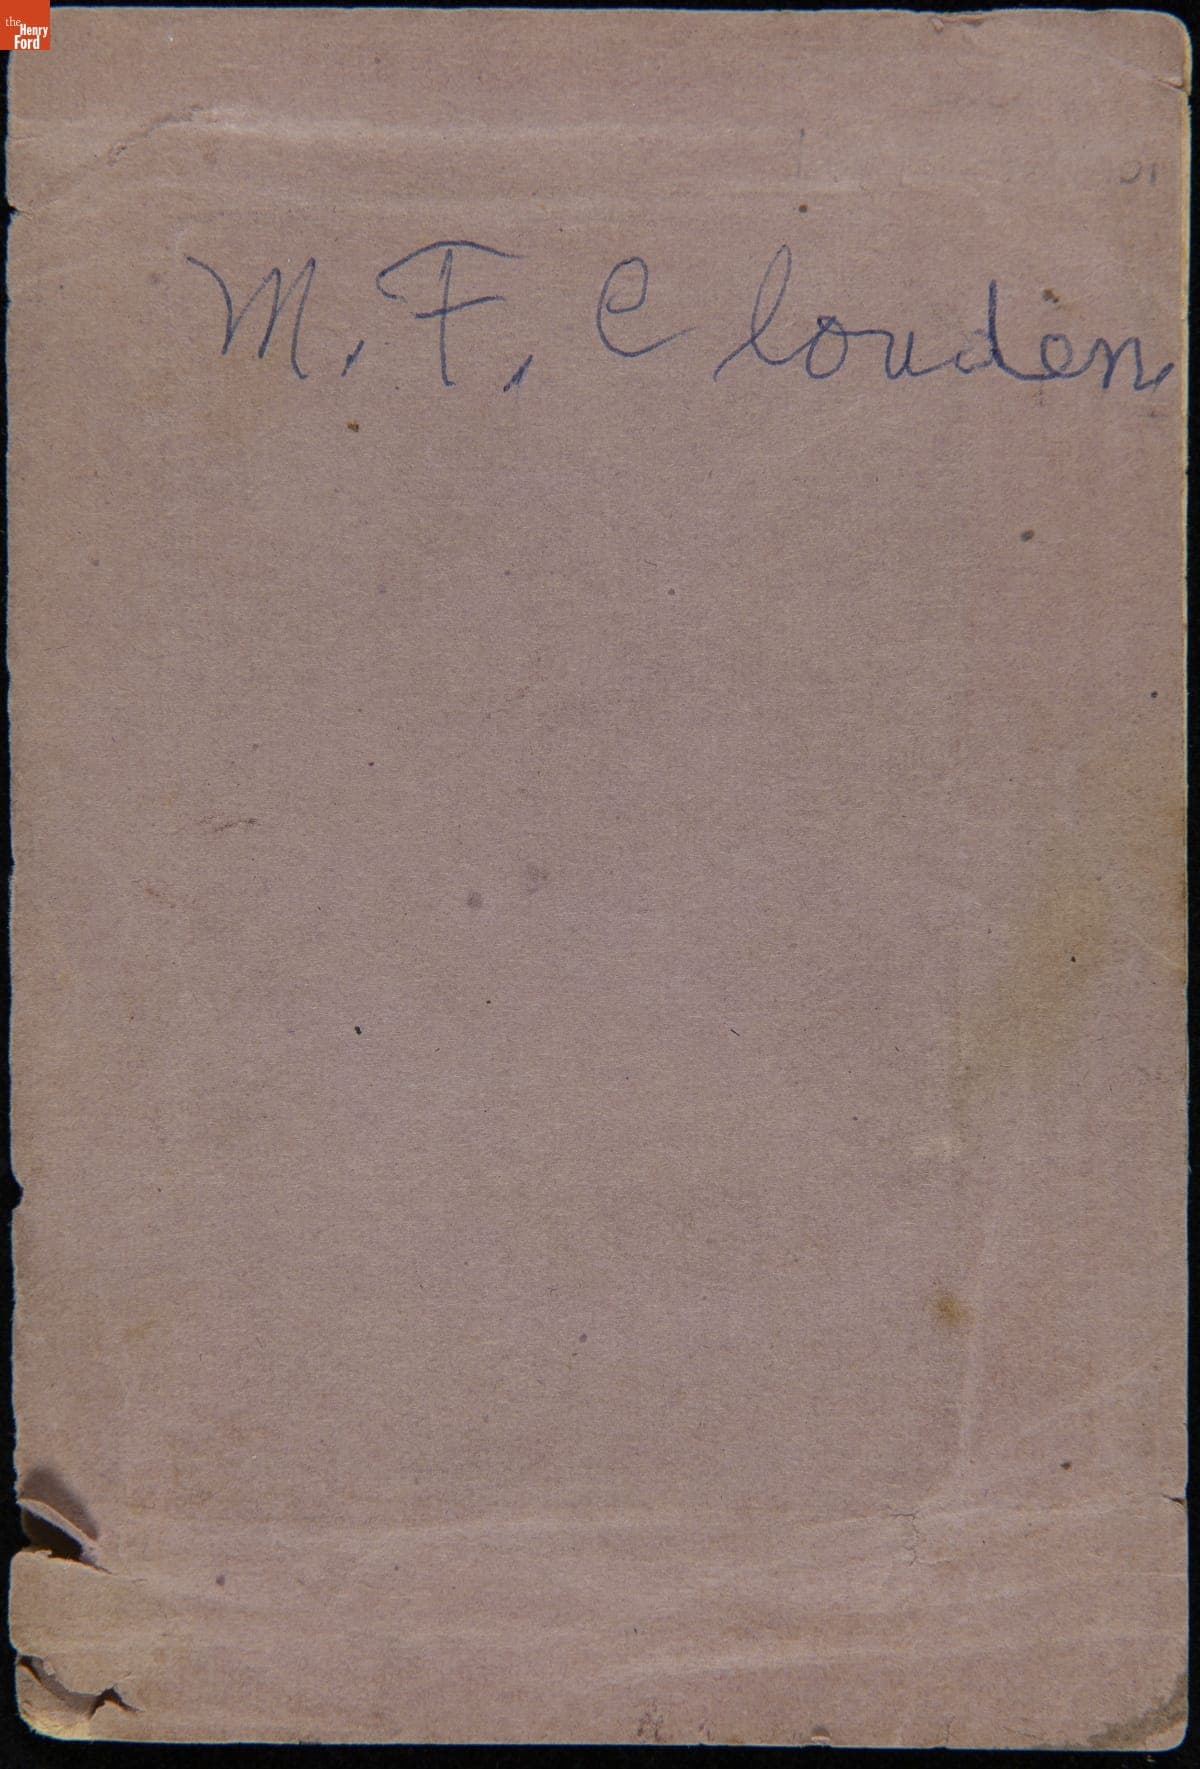 the
Henry
Ford
M. F. Clouden.